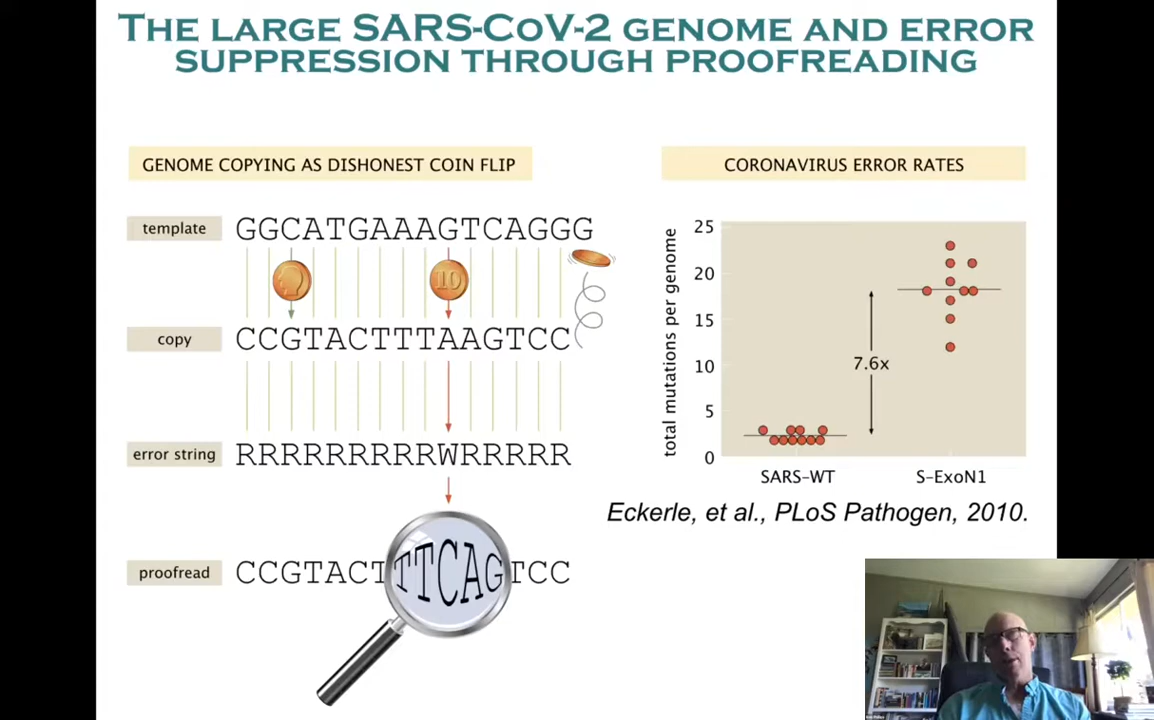 THE LARGE SARS-COV-2 GENOME AND ERROR
SUPPRESSION THROUGH PROOFREADING
GENOME COPYING AS DISHONEST COIN FLIP
template
GGCATGAAAGTCAGGG
10
copy
CCGTACTTTAAGTCC
error string
RRRRRRRRRWRRRRR
proofread
CCGTACTTTCAGTCC
CORONAVIRUS ERROR RATES
total mutations per genome
25
20
15
10
5
0
7.6x
SARS-WT
S-ExoN1
Eckerle, et al., PLoS Pathogen, 2010.